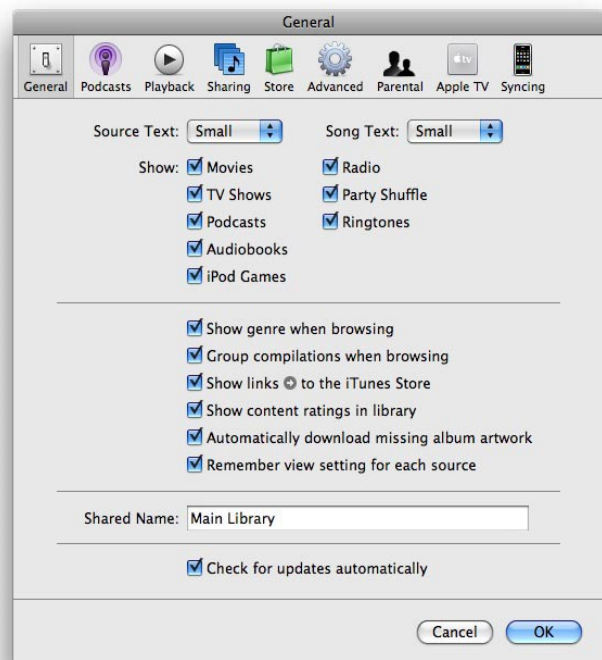 General
General Podcasts Playback Sharing Store Advanced Parental Apple TV Syncing
Source Text: Small Song Text: Small
Show: Movies Radio
TV Shows Party Shuffle
Podcasts Ringtones
Audiobooks
iPod Games
Show genre when browsing
Group compilations when browsing
Show links to the iTunes Store
Show content ratings in library
Automatically download missing album artwork
Remember view setting for each source
Shared Name: Main Library
Check for updates automatically
Cancel OK